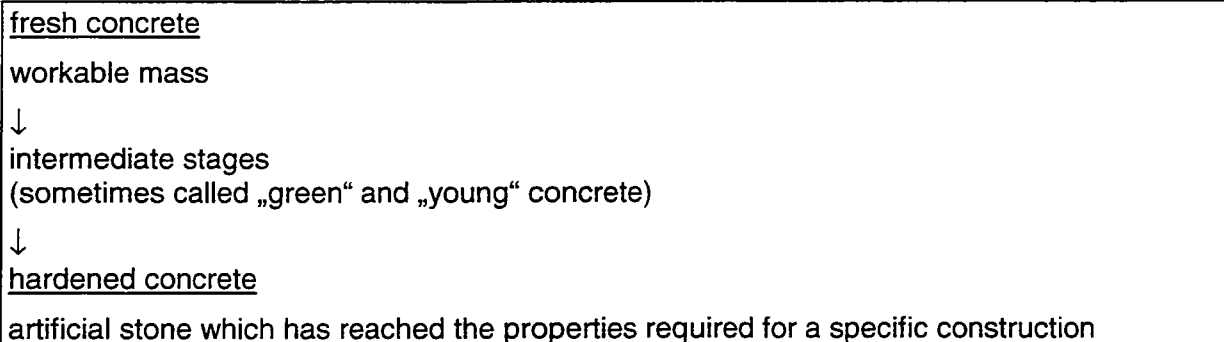 fresh concrete
workable mass
↓
intermediate stages
(sometimes called „green“ and „young“ concrete)
↓
hardened concrete
artificial stone which has reached the properties required for a specific construction